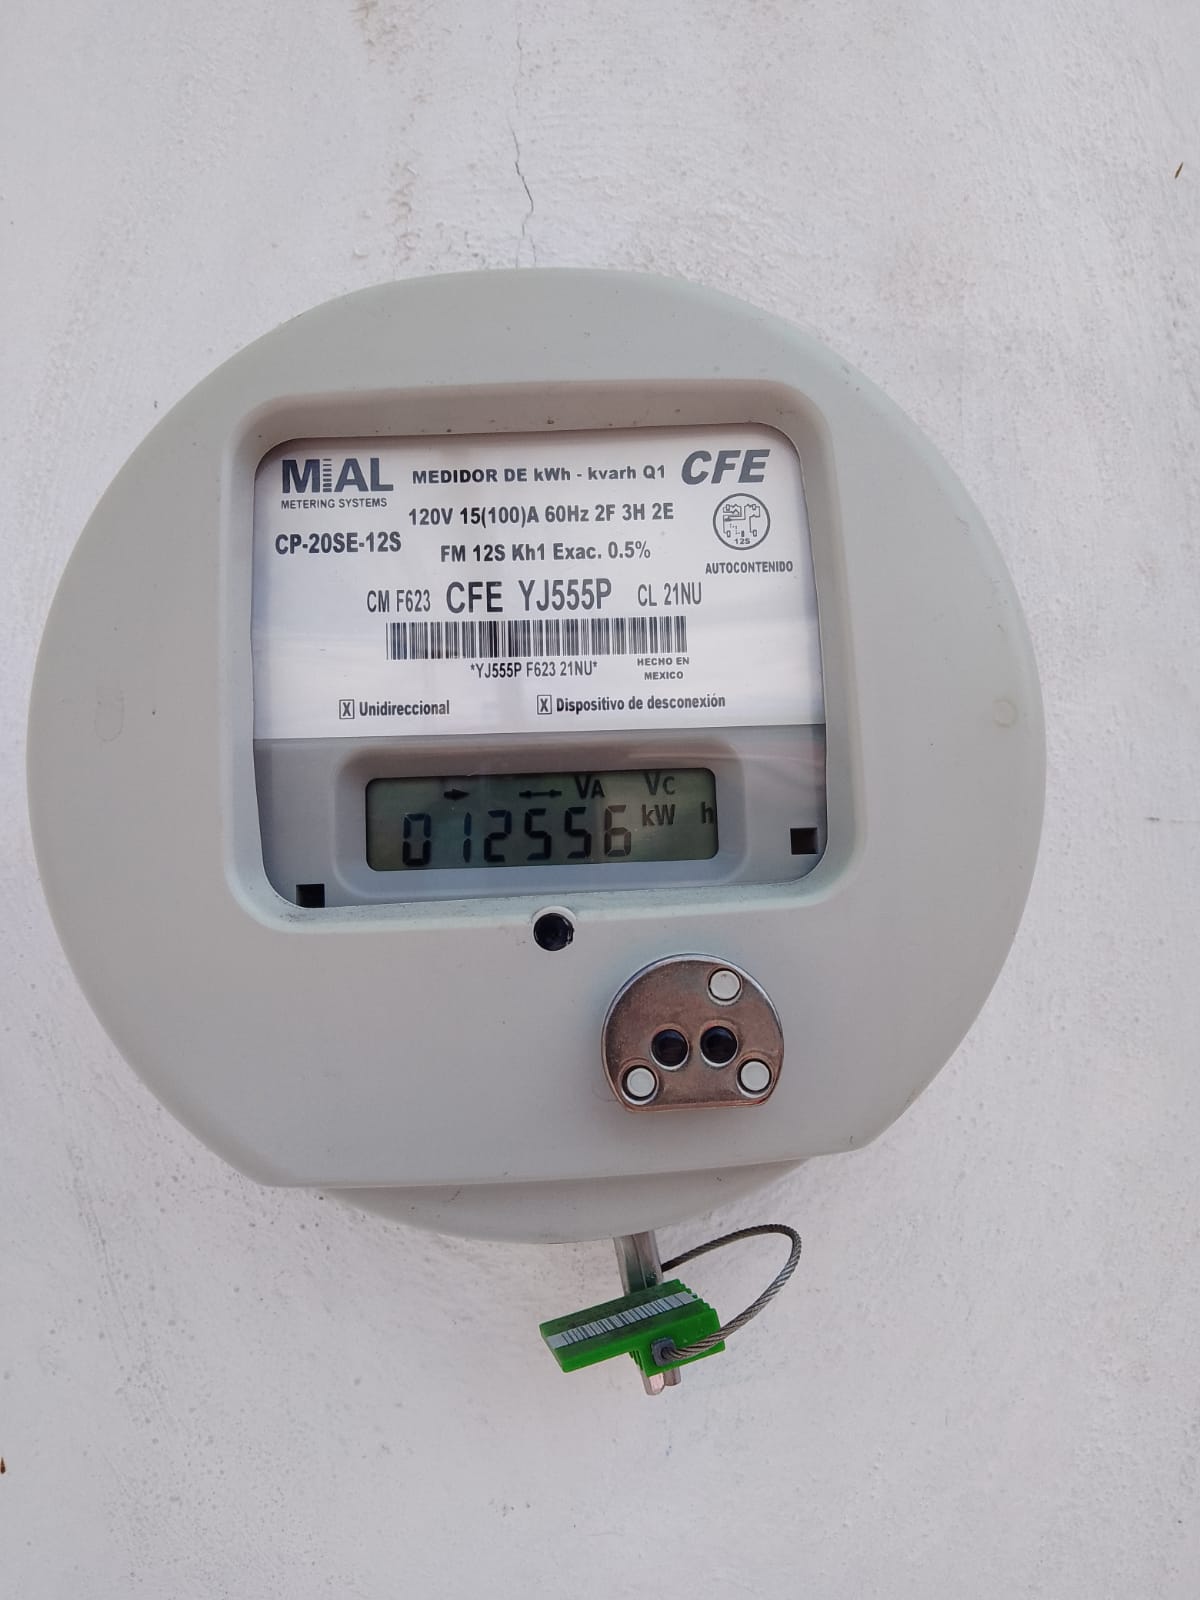 MIAL MEDIDOR DE kWh - kvarh Q1 CFE
METERING SYSTEMS
120V 15(100)A 60Hz 2F 3H 2E
CP-20SE-12S
FM 12S Kh1 Exac. 0.5%
12S
AUTOCONTENIDO
CM F623 CFE YJ555P CL 21NU
*YJ555P F623 21NU*
HECHO EN
MEXICO
X Unidireccional X Dispositivo de desconexión
VA VC
012556 kW h